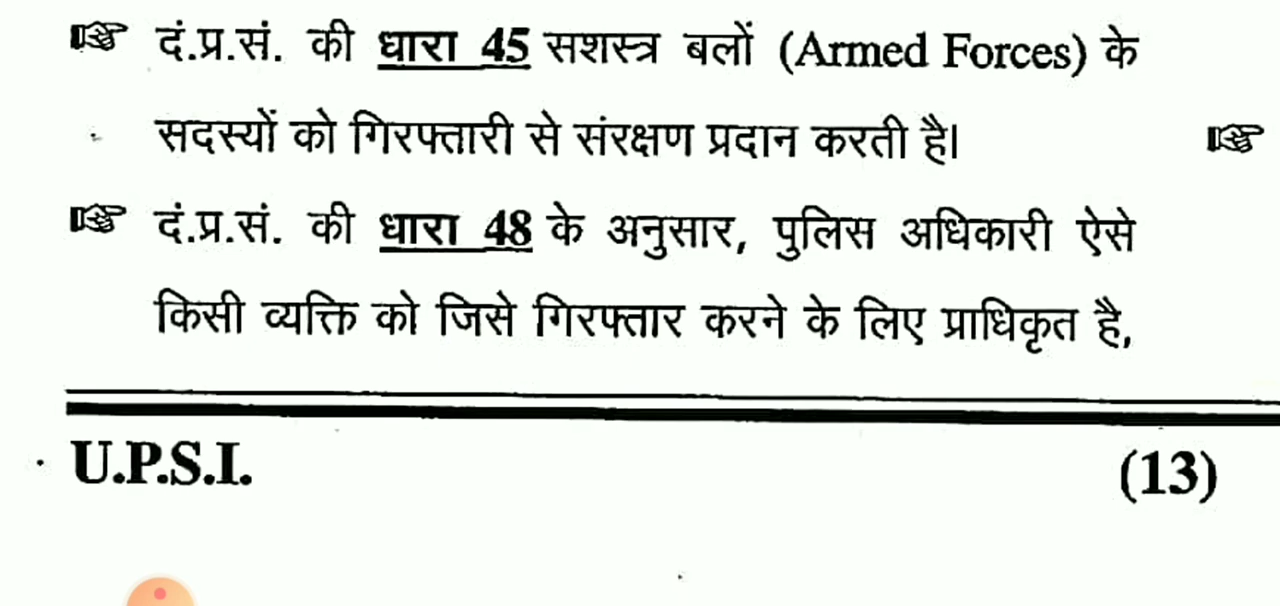 ☞ दं.प्र.सं. की धारा 45 सशस्त्र बलों (Armed Forces) के
सदस्यों को गिरफ्तारी से संरक्षण प्रदान करती है।
☞ दं.प्र.सं. की धारा 48 के अनुसार, पुलिस अधिकारी ऐसे
किसी व्यक्ति को जिसे गिरफ्तार करने के लिए प्राधिकृत है,
U.P.S.I. (13)